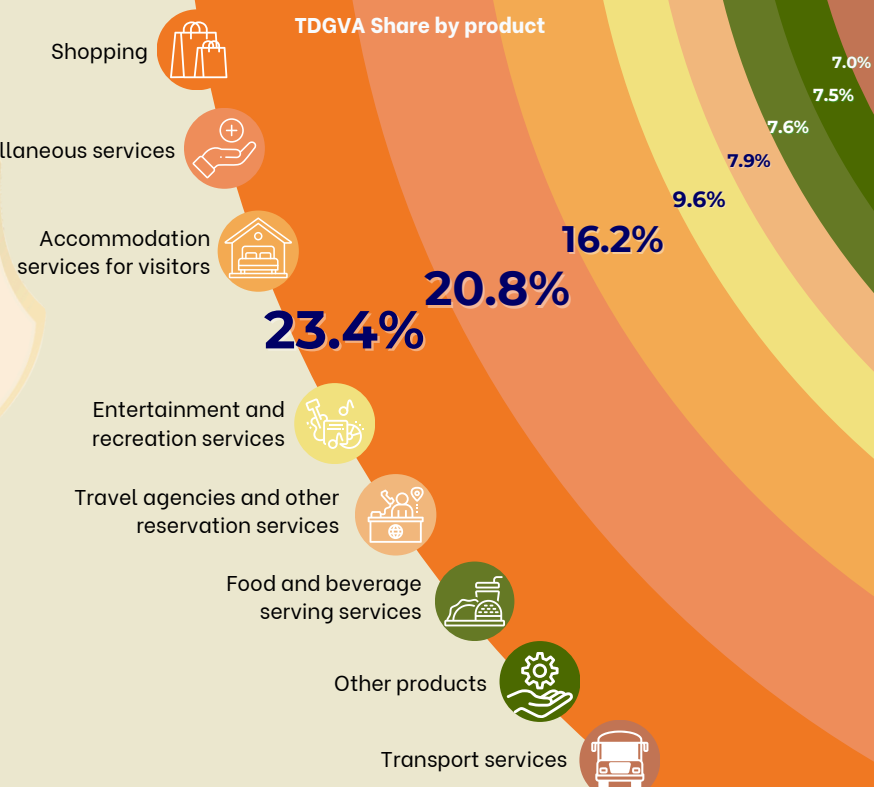 TDGVA Share by product
Shopping
llaneous services
Accommodation
services for visitors
Entertainment and
recreation services
Travel agencies and other
reservation services
Food and beverage
serving services
Other products
Transport services
23.4%
20.8%
16.2%
9.6%
7.9%
7.6%
7.5%
7.0%